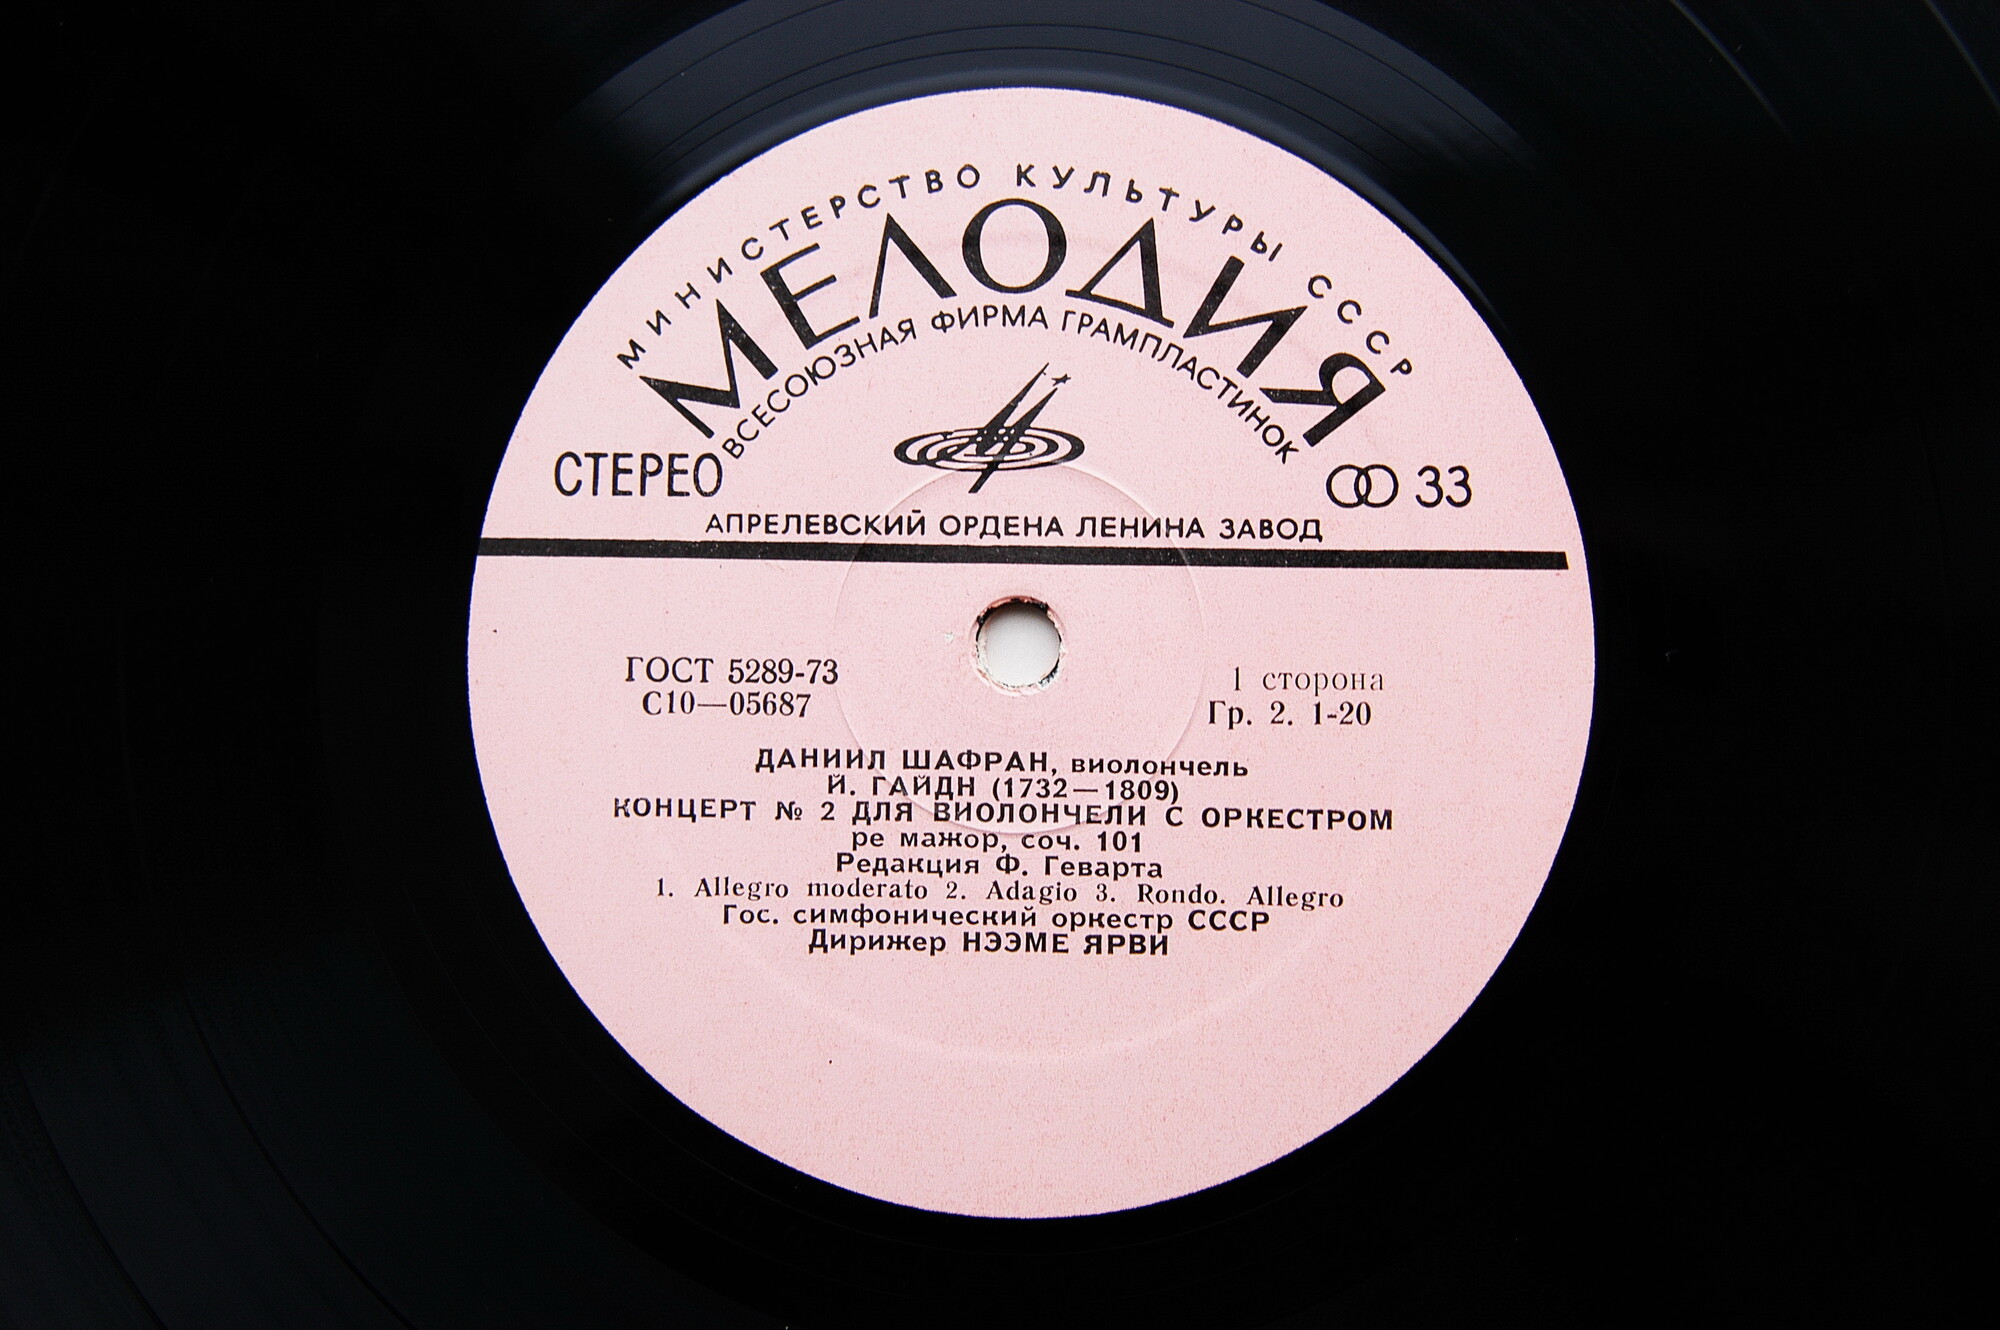 МИНИСТЕРСТВО КУЛЬТУРЫ СССР
МЕЛОДИЯ
ВСЕСОЮЗНАЯ ФИРМА ГРАМПЛАСТИНОК
СТЕРЕО
33
АПРЕЛЕВСКИЙ ОРДЕНА ЛЕНИНА ЗАВОД
ГОСТ 5289-73
1 сторона
С10—05687
Гр. 2. 1-20
ДАНИИЛ ШАФРАН, виолончель
Й. ГАЙДН (1732—1809)
КОНЦЕРТ № 2 ДЛЯ ВИОЛОНЧЕЛИ С ОРКЕСТРОМ
ре мажор, соч. 101
Редакция Ф. Геварта
1. Allegro moderato 2. Adagio 3. Rondo. Allegro
Гос. симфонический оркестр СССР
Дирижер НЭЭМЕ ЯРВИ